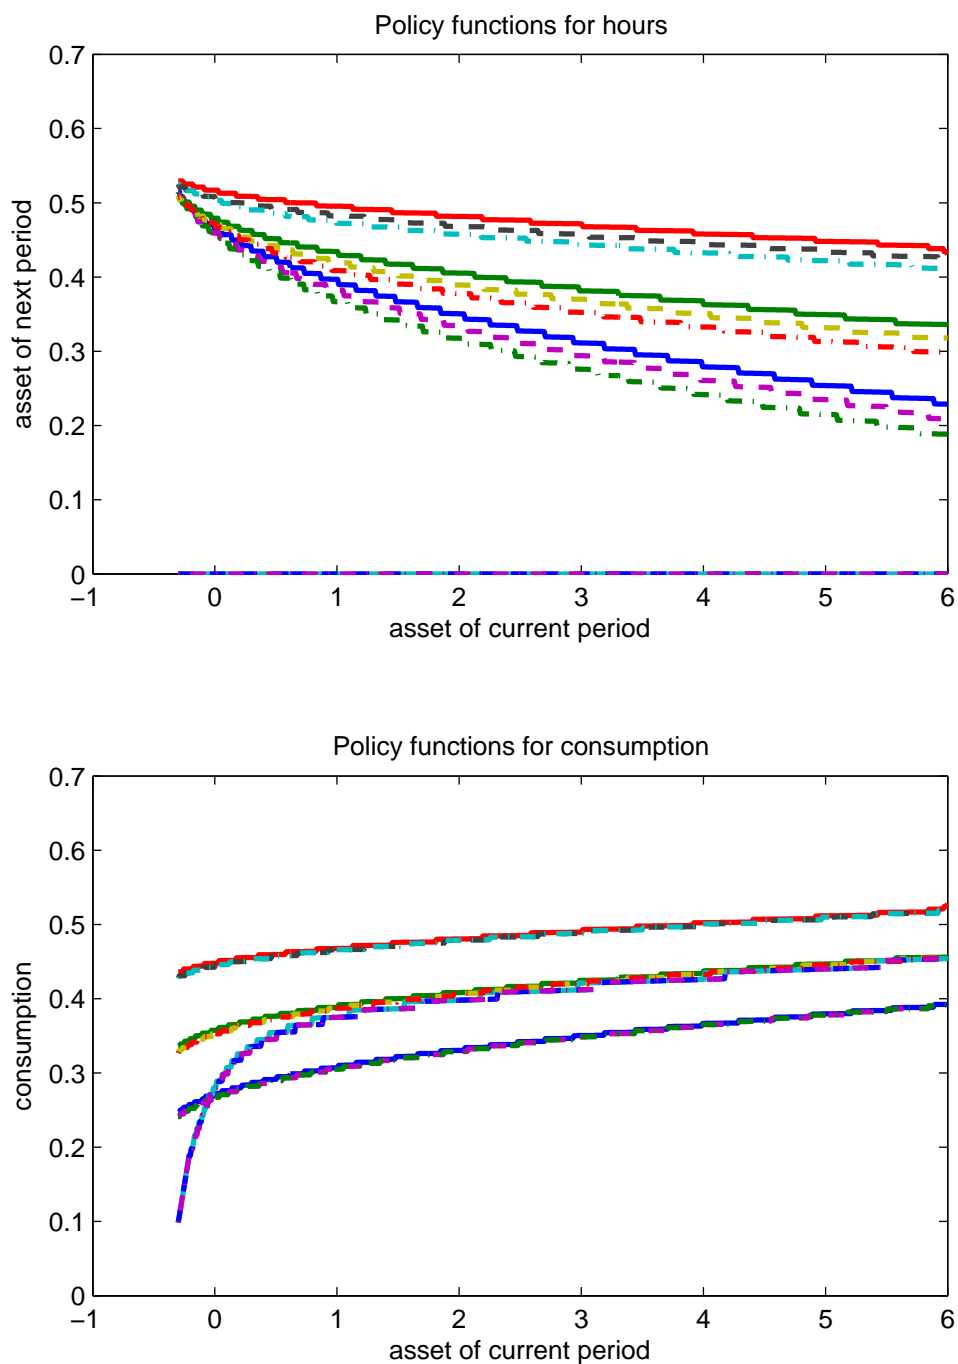 Policy functions for hours
0.7
0.6
0.5
0.4
0.3
0.2
0.1
0
asset of next period
−1 0 1 2 3 4 5 6
asset of current period
Policy functions for consumption
0.7
0.6
0.5
0.4
0.3
0.2
0.1
0
consumption
−1 0 1 2 3 4 5 6
asset of current period